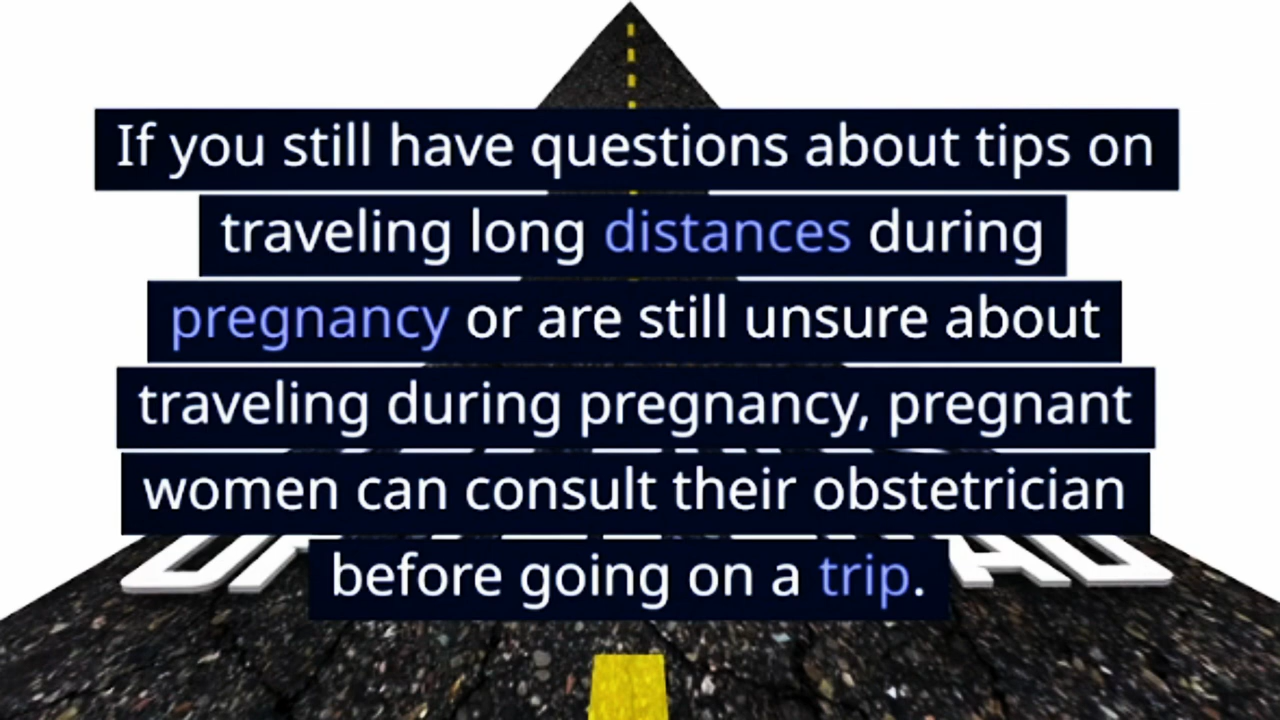 If you still have questions about tips on
traveling long distances during
pregnancy or are still unsure about
traveling during pregnancy, pregnant
women can consult their obstetrician
before going on a trip.